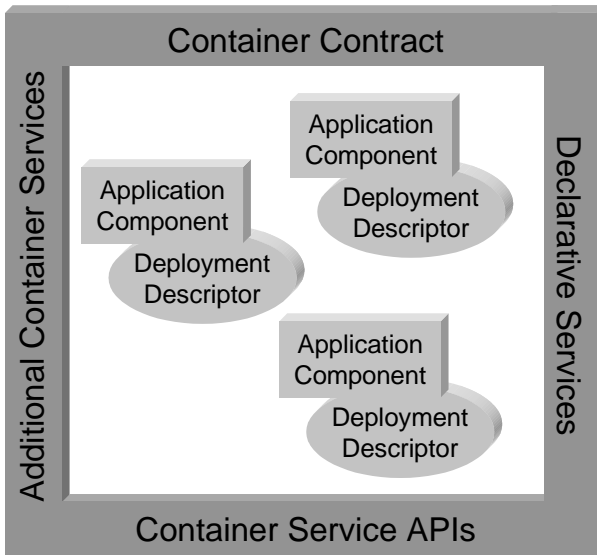 Container Contract
Additional Container Services
Application
Component
Deployment
Descriptor
Application
Component
Deployment
Descriptor
Application
Component
Deployment
Descriptor
Declarative Services
Container Service APIs